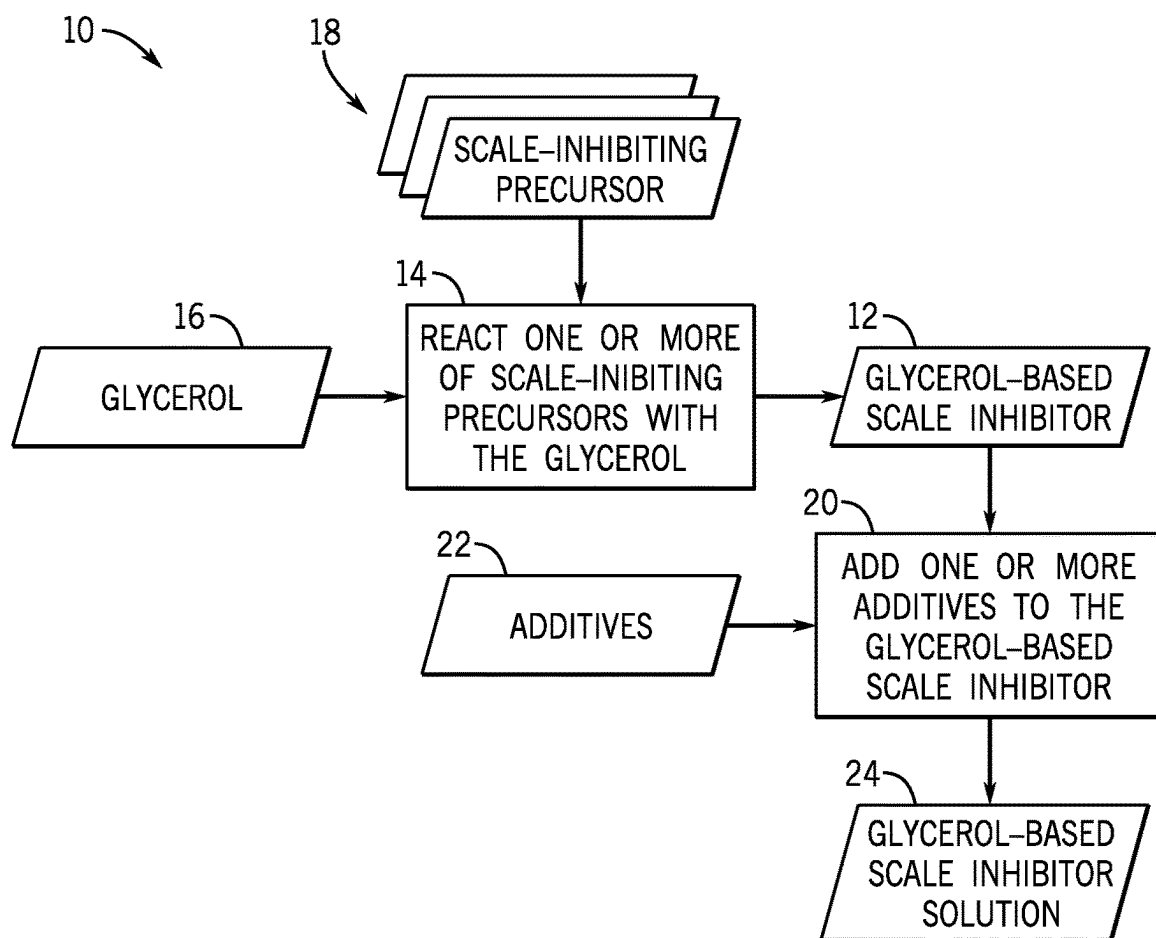 10
18
SCALE–INHIBITING
PRECURSOR
14
16
GLYCEROL
REACT ONE OR MORE
OF SCALE–INIBITING
PRECURSORS WITH
THE GLYCEROL
12
GLYCEROL–BASED
SCALE INHIBITOR
20
22
ADDITIVES
ADD ONE OR MORE
ADDITIVES TO THE
GLYCEROL–BASED
SCALE INHIBITOR
24
GLYCEROL–BASED
SCALE INHIBITOR
SOLUTION